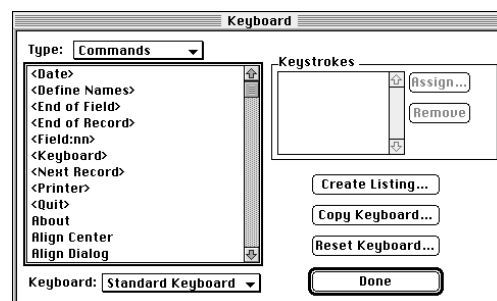 Keyboard
Type: Commands
<Date>
<Define Names>
<End of Field>
<End of Record>
<Field:nn>
<Keyboard>
<Next Record>
<Printer>
<Quit>
About
Align Center
Align Dialog
Keyboard: Standard Keyboard
Keystrokes
Assign...
Remove
Create Listing...
Copy Keyboard...
Reset Keyboard...
Done